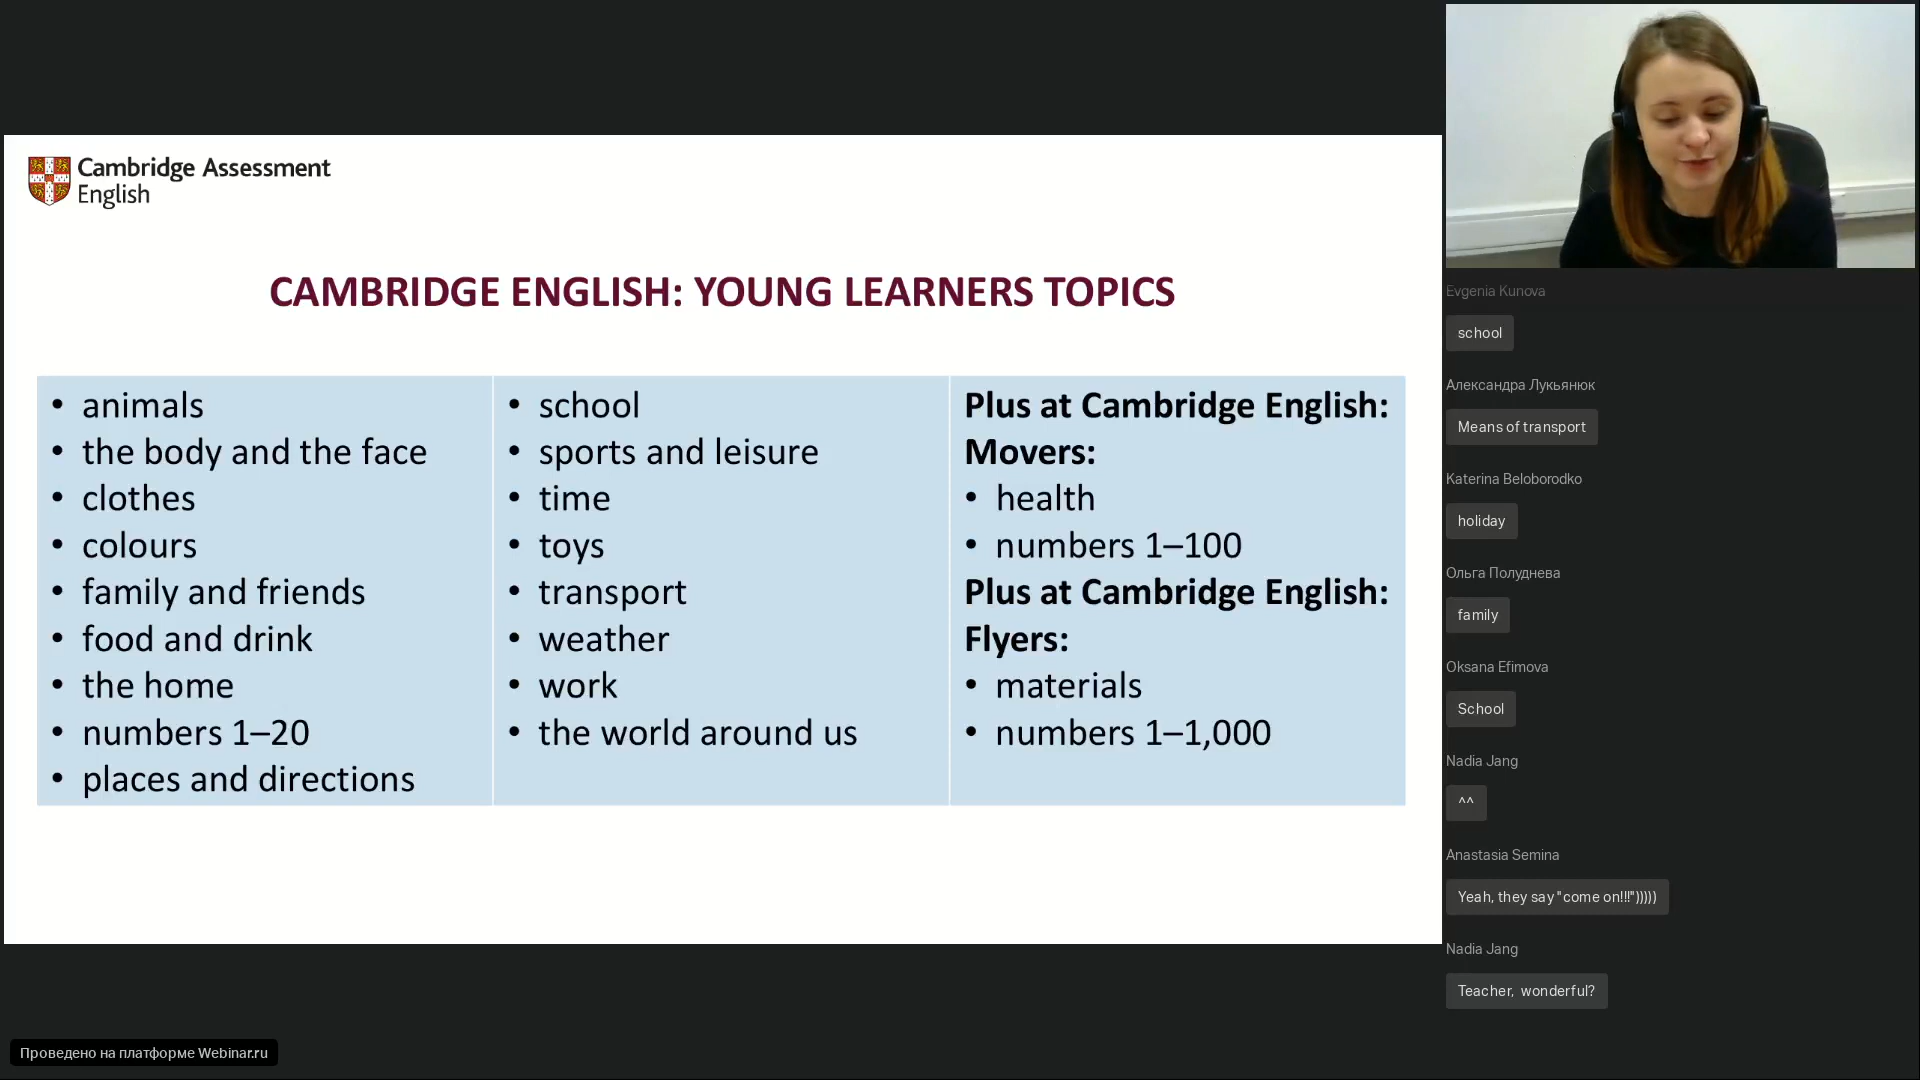 Cambridge Assessment
English
CAMBRIDGE ENGLISH: YOUNG LEARNERS TOPICS
• animals
• the body and the face
• clothes
• colours
• family and friends
• food and drink
• the home
• numbers 1–20
• places and directions
• school
• sports and leisure
• time
• toys
• transport
• weather
• work
• the world around us
Plus at Cambridge English:
Movers:
• health
• numbers 1–100
Plus at Cambridge English:
Flyers:
• materials
• numbers 1–1,000
Evgenia Kunova
school
Александра Лукьянюк
Means of transport
Katerina Beloborodko
holiday
Ольга Полуднева
family
Oksana Efimova
School
Nadia Jang
^^
Anastasia Semina
Yeah, they say "come on!!!")))))
Nadia Jang
Teacher, wonderful?
Проведено на платформе Webinar.ru